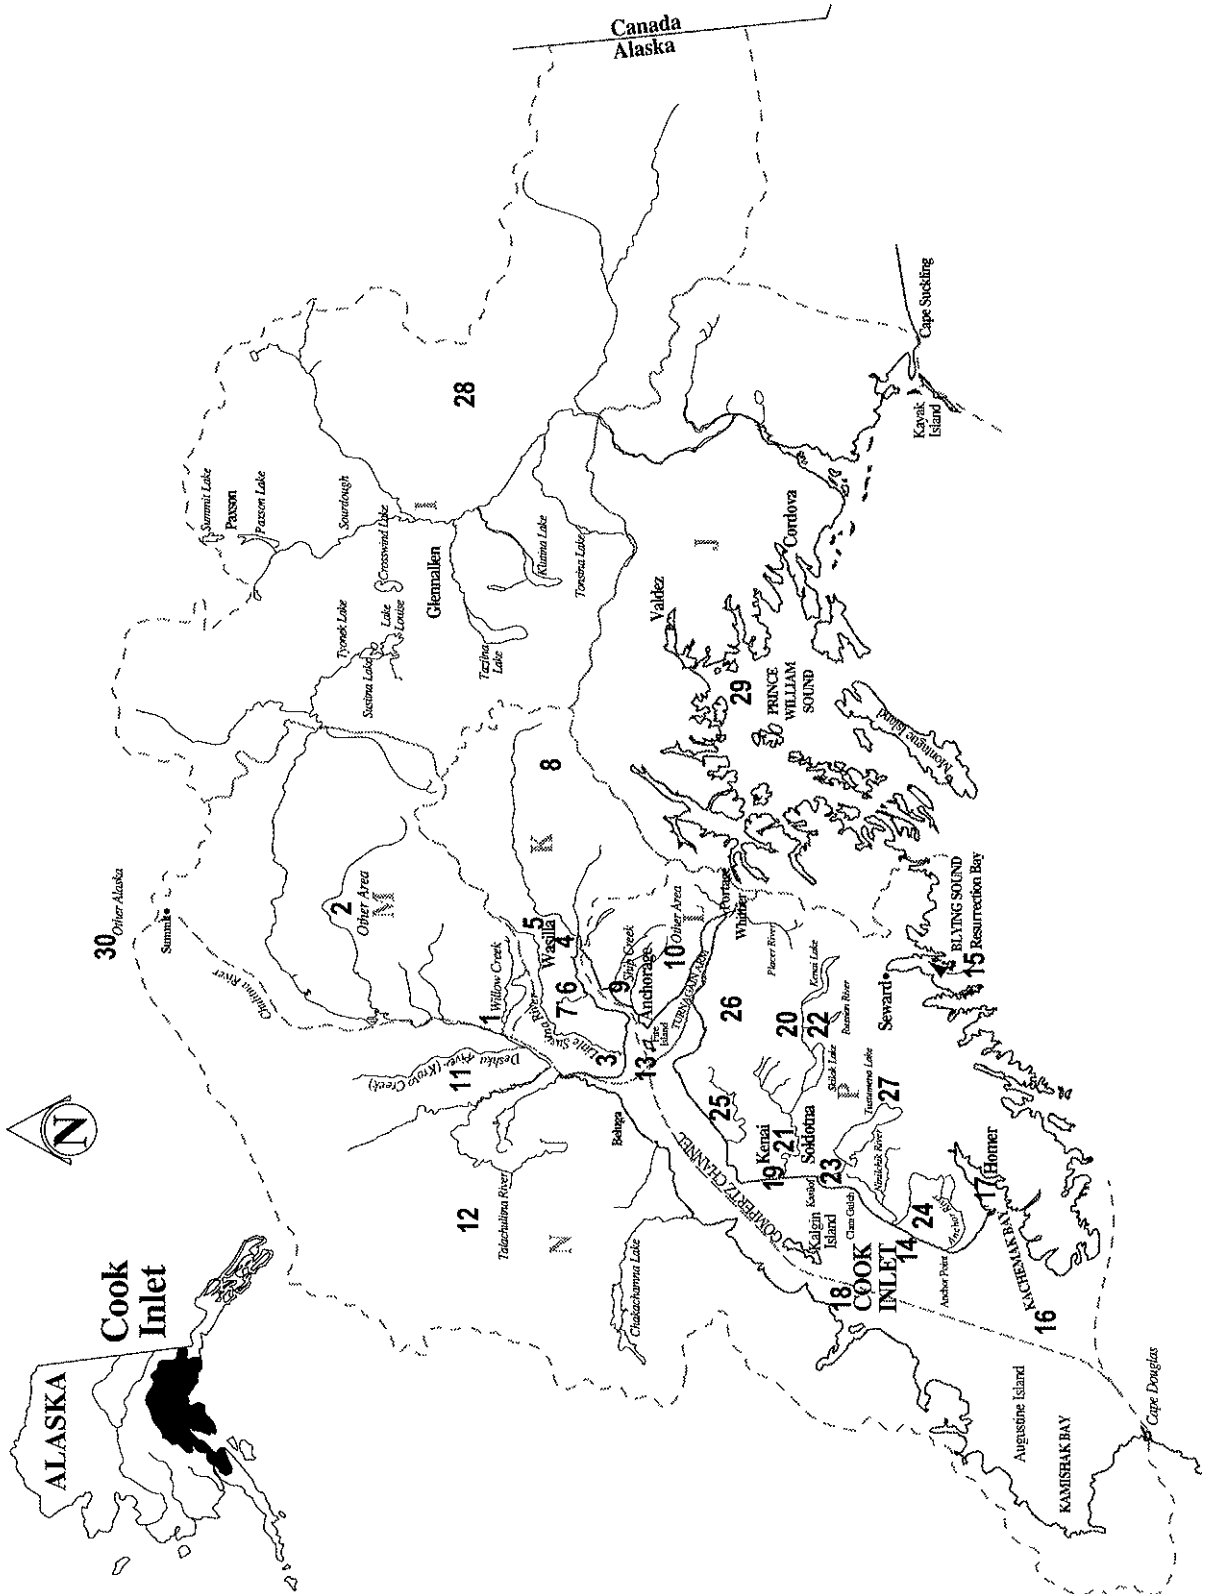 Cook
Inlet
ALASKA
N
Canada
Alaska
30 Other Alaska
Summit
Chulitna River
Summit Lake
Paxson
Paxson Lake
Sourdough
28
Tyonek Lake
Lake
Louise
Susitna Lake
Crosswind Lake
I
Glennallen
Tazlina
Lake
Klutina Lake
Tonsina Lake
2
Other Area
M
11
Deshka
River (Kroto Creek)
1 Willow Creek
Little Susitna River
5
Wasilla
4
6
7
3
K
8
12
Talachulitna River
N
Beluga
Chakachamna Lake
9
Ship Creek
Anchorage
10
Other Area
L
13
Fire
Island
TURNAGAIN ARM
Portage
Whittier
Placer River
J
Valdez
29
PRINCE
WILLIAM
SOUND
Cordova
Montague Island
Kayak
Island
Cape Suckling
26
25
20
Kenai Lake
22
Russian River
Skilak Lake
P
Tustumena Lake
27
Seward
BLYING SOUND
15 Resurrection Bay
GOMPERTZ CHANNEL
Kenai
19
21
Soldotna
Kasilof
23
Ninilchik River
Clam Gulch
Kalgin
Island
18
COOK
INLET
14
24
Anchor Riv
Anchor Point
17
Homer
KACHEMAK BAY
16
Augustine Island
KAMISHAK BAY
Cape Douglas